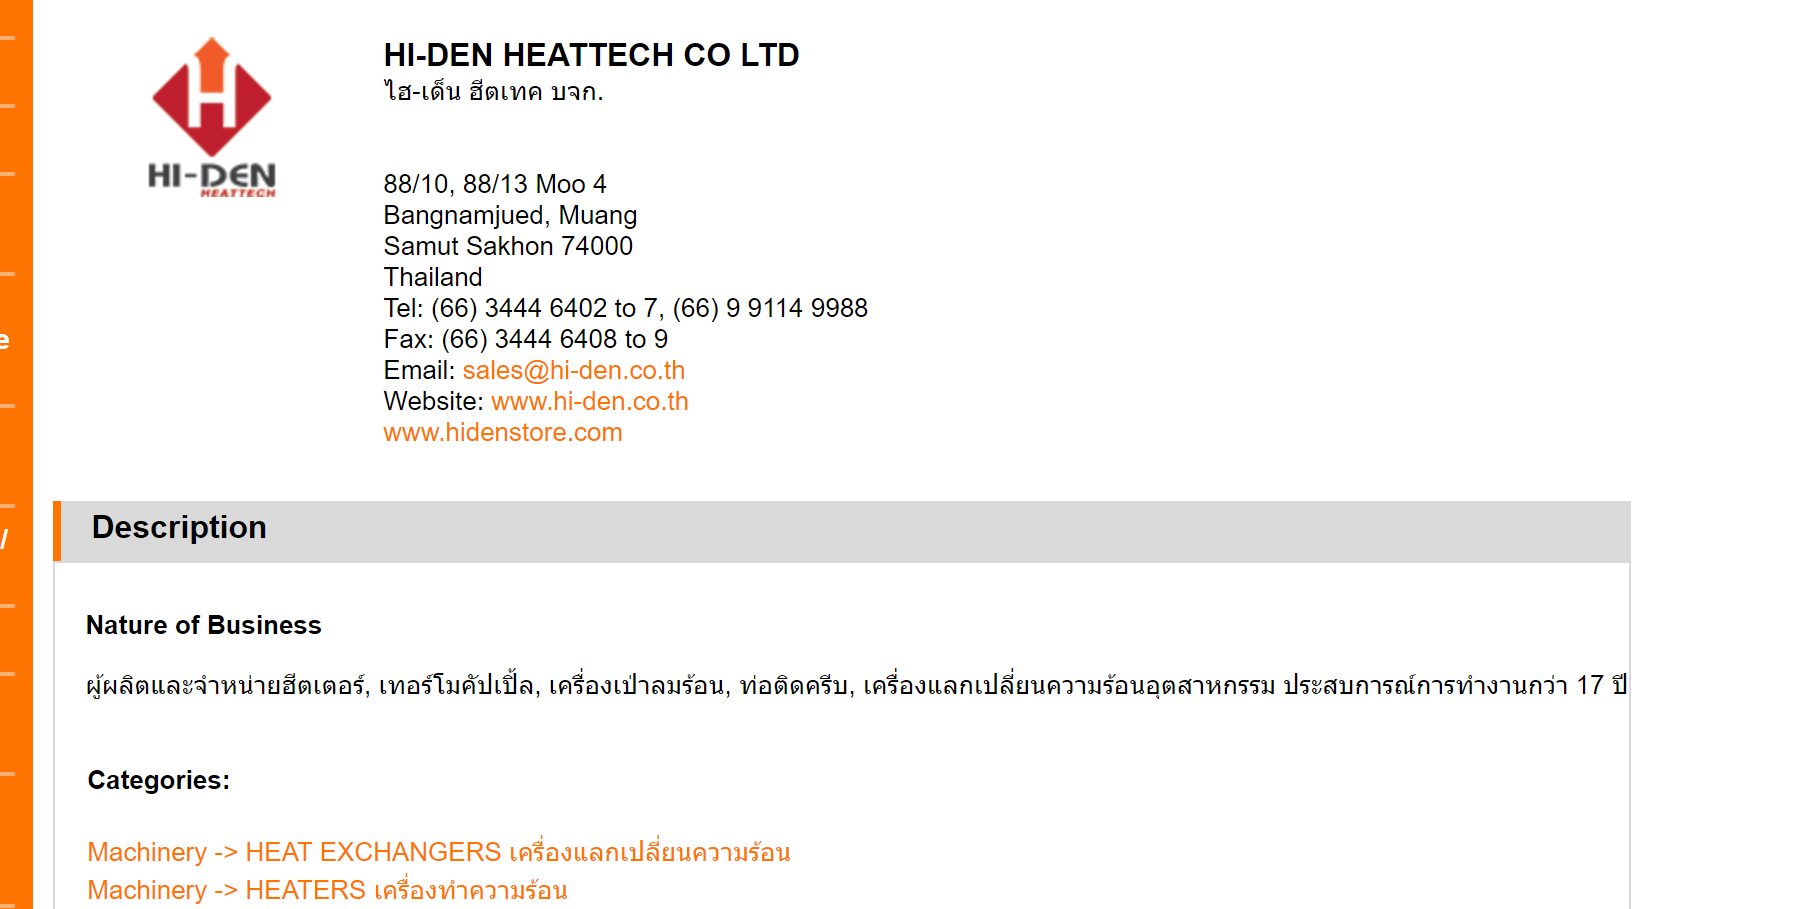 HI-DEN
HEATTECH
HI-DEN HEATTECH CO LTD
ไฮ-เด็น ฮีตเทค บจก.
88/10, 88/13 Moo 4
Bangnamjued, Muang
Samut Sakhon 74000
Thailand
Tel: (66) 3444 6402 to 7, (66) 9 9114 9988
Fax: (66) 3444 6408 to 9
Email: sales@hi-den.co.th
Website: www.hi-den.co.th
www.hidenstore.com
e
/
Description
Nature of Business
ผู้ผลิตและจำหน่ายฮีตเตอร์, เทอร์โมคัปเปิ้ล, เครื่องเป่าลมร้อน, ท่อติดครีบ, เครื่องแลกเปลี่ยนความร้อนอุตสาหกรรม ประสบการณ์การทำงานกว่า 17 ปี
Categories:
Machinery -> HEAT EXCHANGERS เครื่องแลกเปลี่ยนความร้อน
Machinery -> HEATERS เครื่องทำความร้อน